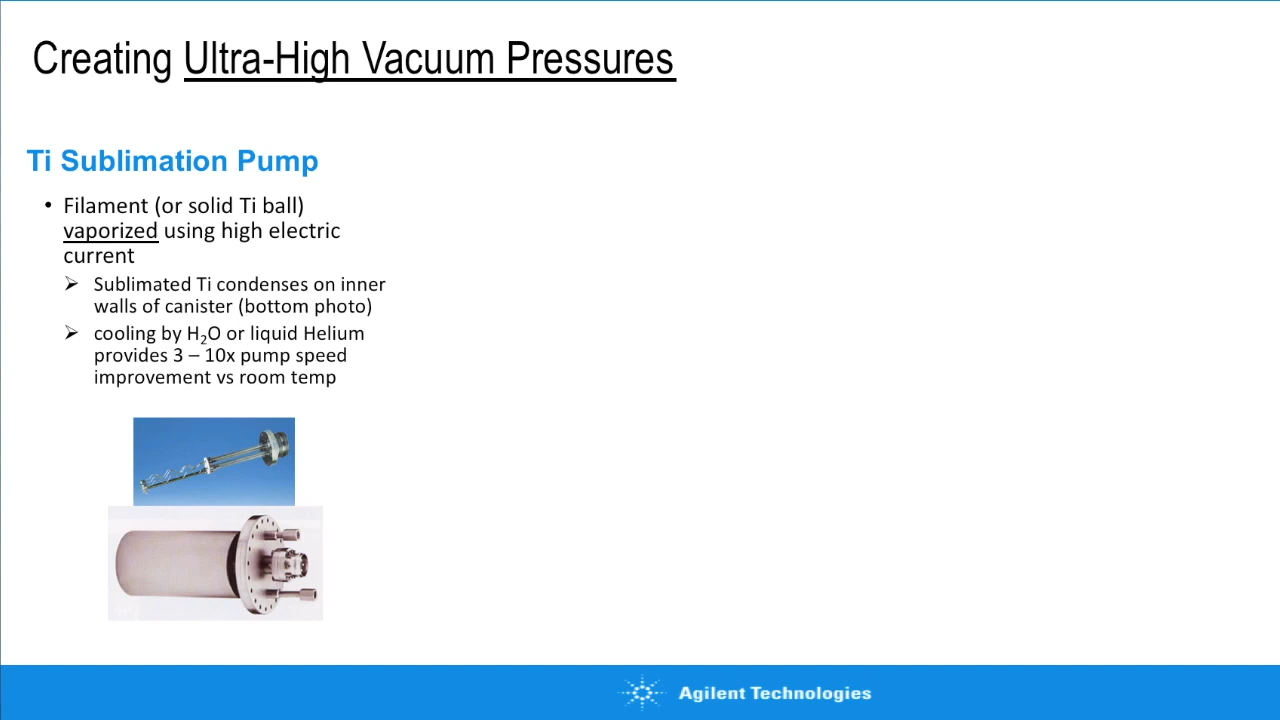 Creating Ultra-High Vacuum Pressures
Ti Sublimation Pump
• Filament (or solid Ti ball)
vaporized using high electric
current
➢ Sublimated Ti condenses on inner
walls of canister (bottom photo)
➢ cooling by H₂O or liquid Helium
provides 3 – 10x pump speed
improvement vs room temp
Agilent Technologies